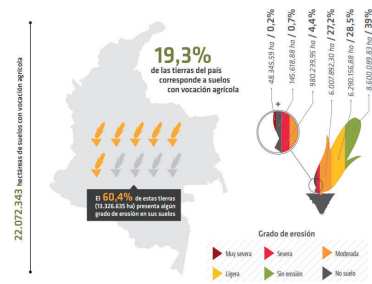 22.072.343 hectáreas de suelos con vocación agrícola
19,3%
de las tierras del país
corresponde a suelos
con vocación agrícola
El 60,4% de estas tierras
(13.326.635 ha) presenta algún
grado de erosión en sus suelos
48.345.59 ha / 0,2%
145.618.88 ha / 0,7%
980.239.95 ha / 4,4%
6.007.892.30 ha / 27,2%
6.290.156.88 ha / 28,5%
8.600.089.83 ha / 39%
+
Grado de erosión
Muy severa
Severa
Moderada
Ligera
Sin erosión
No suelo